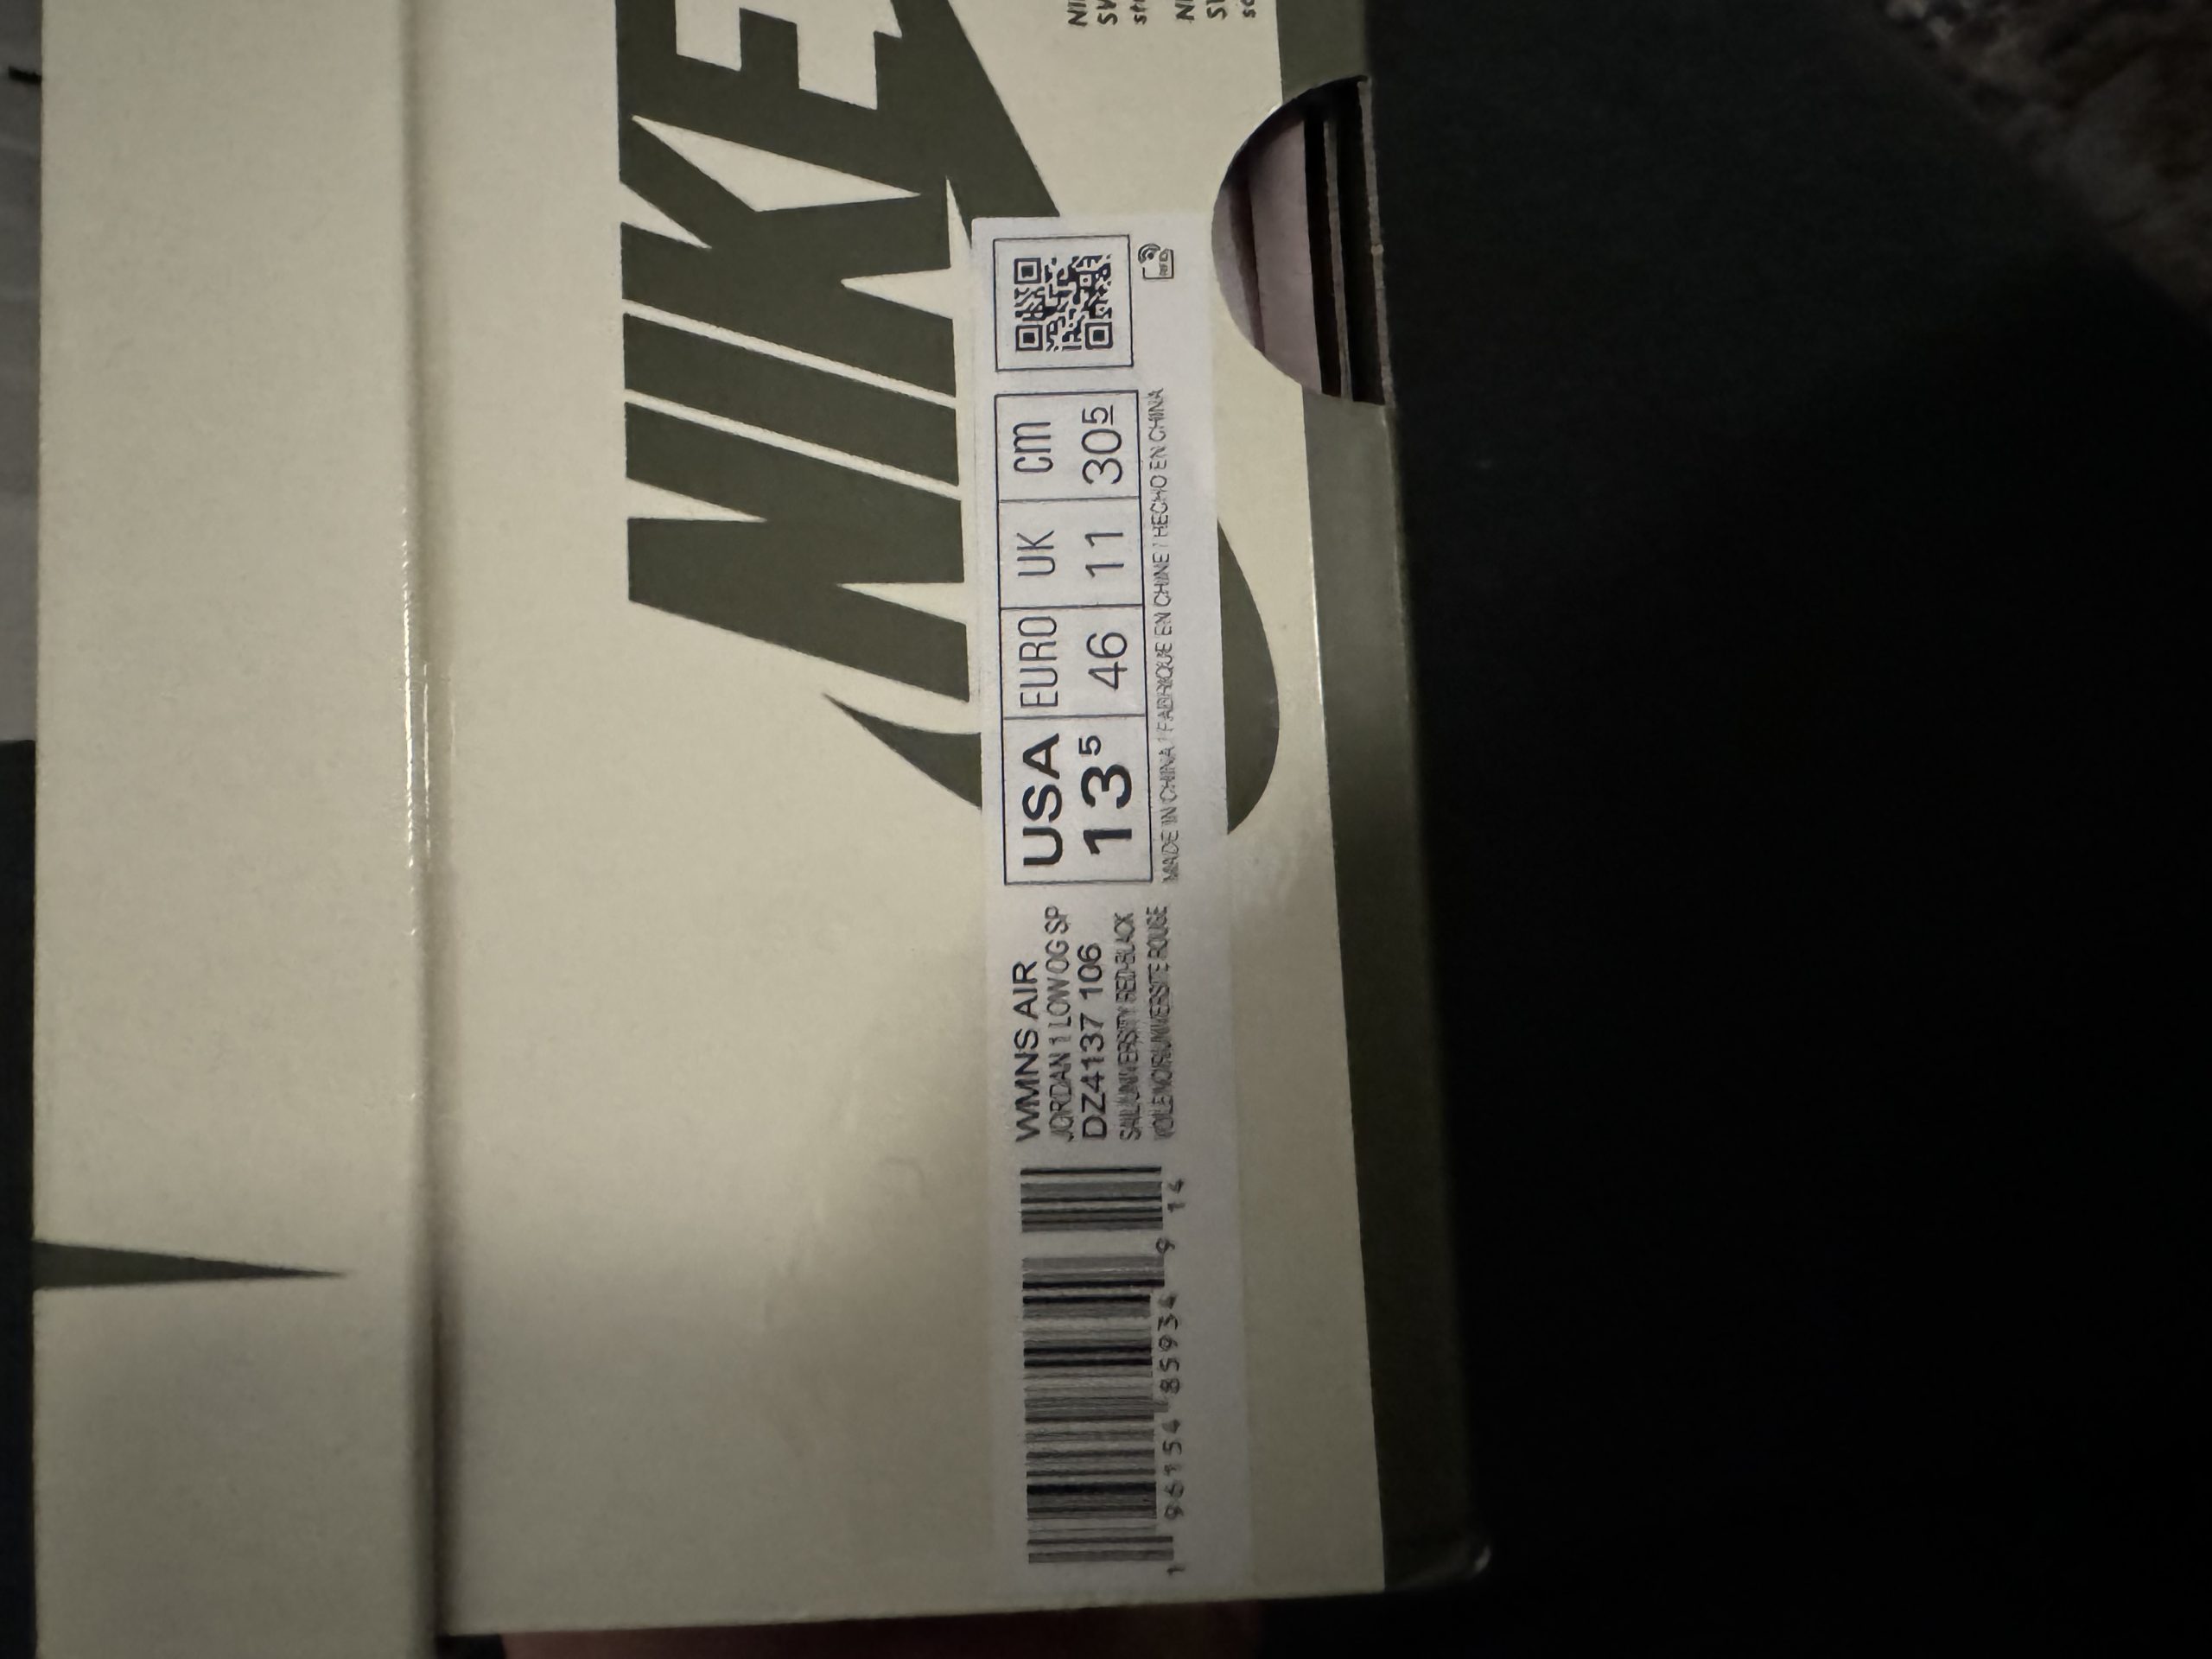 NIKE
USA EURO UK cm
13⁵ 46 11 30⁵
MADE IN CHINA / FABRIQUE EN CHINE / HECHO EN CHINA
WMNS AIR
JORDAN 1 LOW OG SP
DZ4137 106
SAIL/UNIVERSITY RED-BLACK
VOILE/NOIR/UNIVERSITE ROUGE
1 96154 85934 9 14
RFID